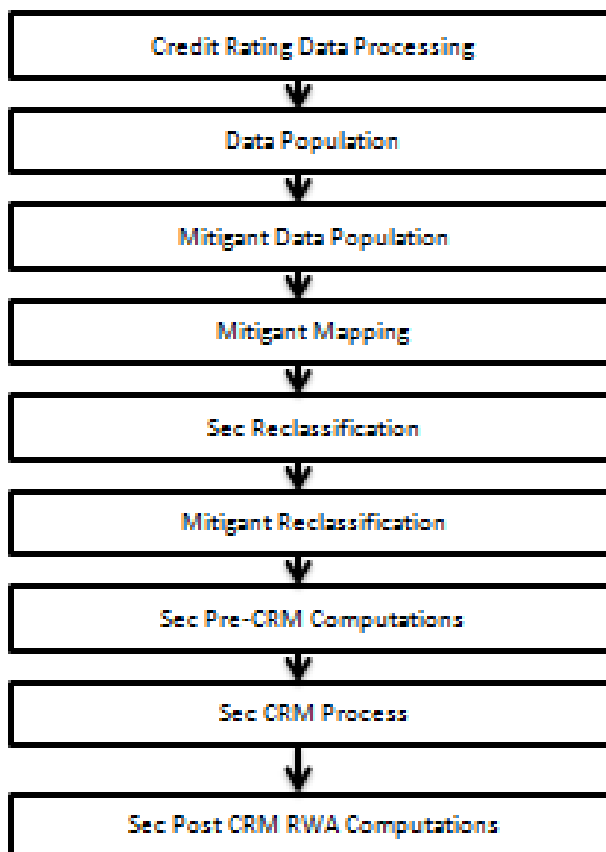 Credit Rating Data Processing
Data Population
Mitigant Data Population
Mitigant Mapping
Sec Reclassification
Mitigant Reclassification
Sec Pre-CRM Computations
Sec CRM Process
Sec Post CRM RWA Computations